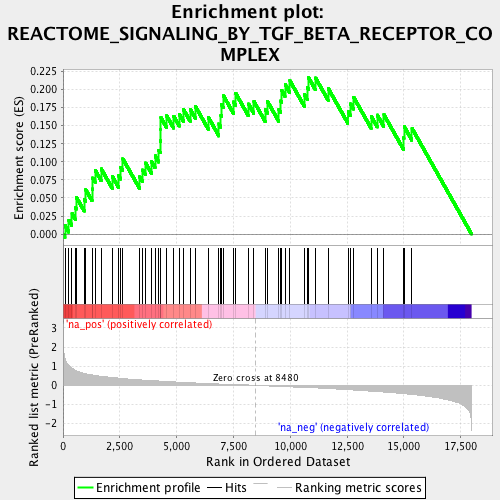 Enrichment plot:
REACTOME_SIGNALING_BY_TGF_BETA_RECEPTOR_CO
MPLEX
Enrichment score (ES)
0.225
0.200
0.175
0.150
0.125
0.100
0.075
0.050
0.025
0.000
'na_pos' (positively correlated)
Ranked list metric (PreRanked)
3
2
1
0
-1
-2
Zero cross at 8480
'na_neg' (negatively correlated)
0
2,500
5,000
7,500
10,000
12,500
15,000
17,500
Rank in Ordered Dataset
Enrichment profile
Hits
Ranking metric scores